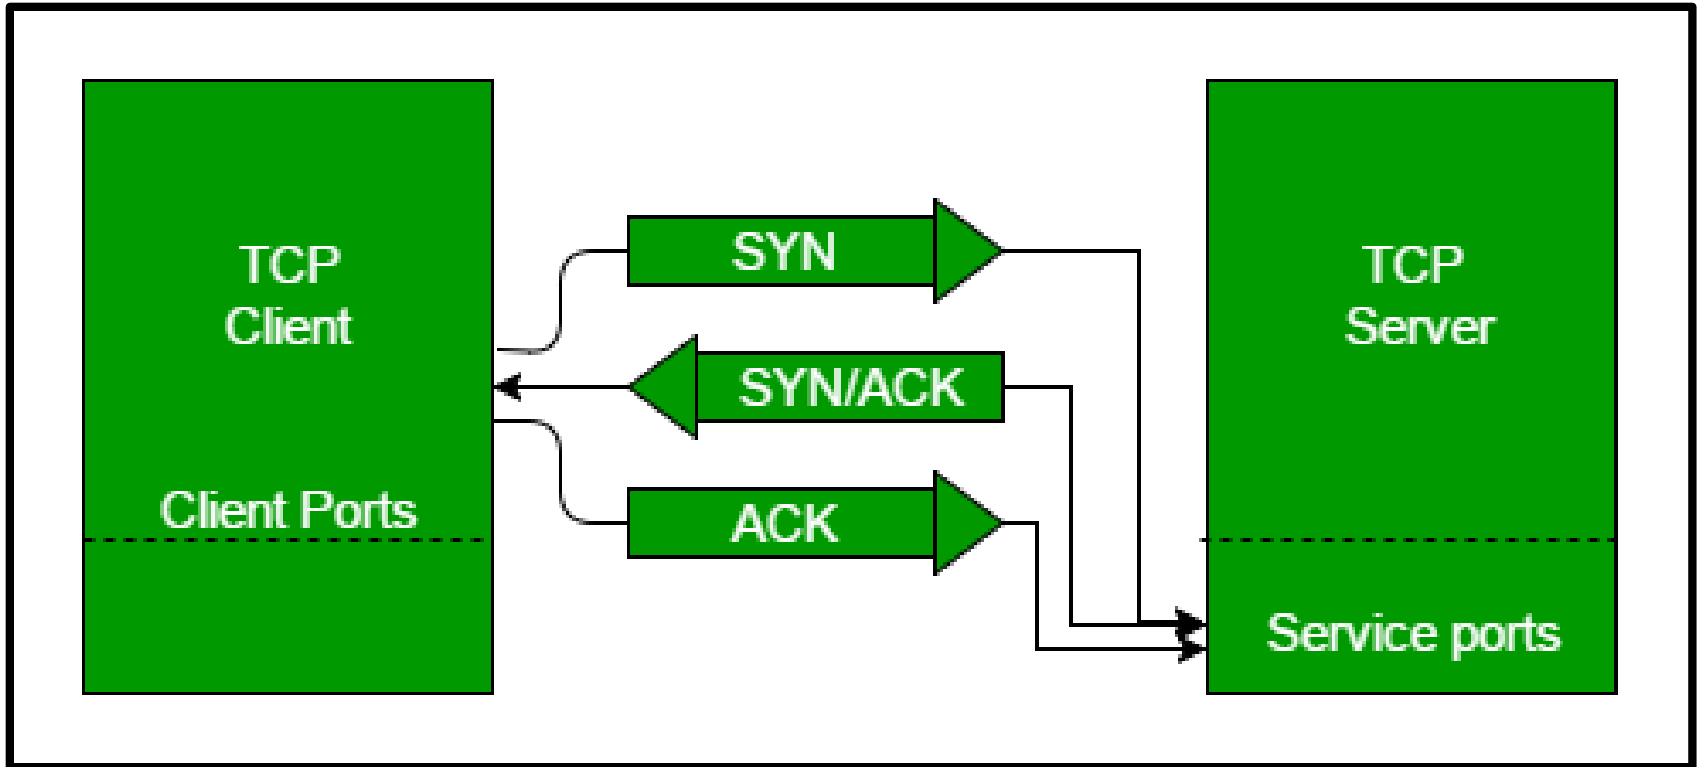 TCP
Client
Client Ports
SYN
SYN/ACK
ACK
TCP
Server
Service ports